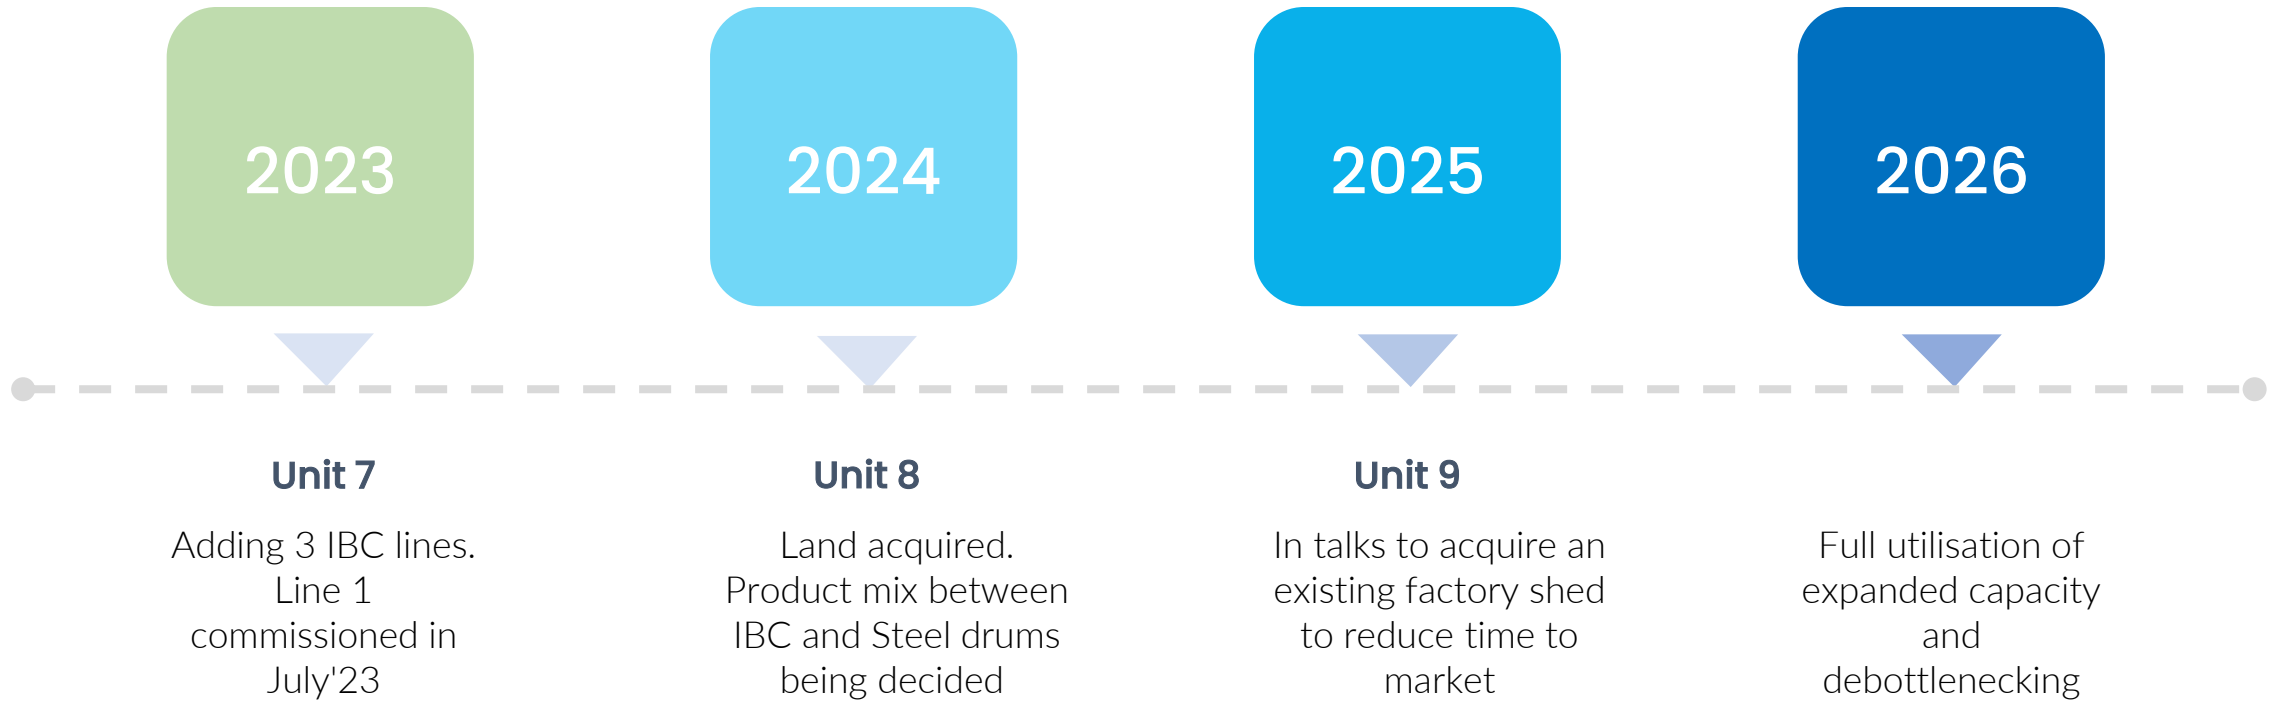 2023
2024
2025
2026
Unit 7
Adding 3 IBC lines.
Line 1
commissioned in
July'23
Unit 8
Land acquired.
Product mix between
IBC and Steel drums
being decided
Unit 9
In talks to acquire an
existing factory shed
to reduce time to
market
Full utilisation of
expanded capacity
and
debottlenecking